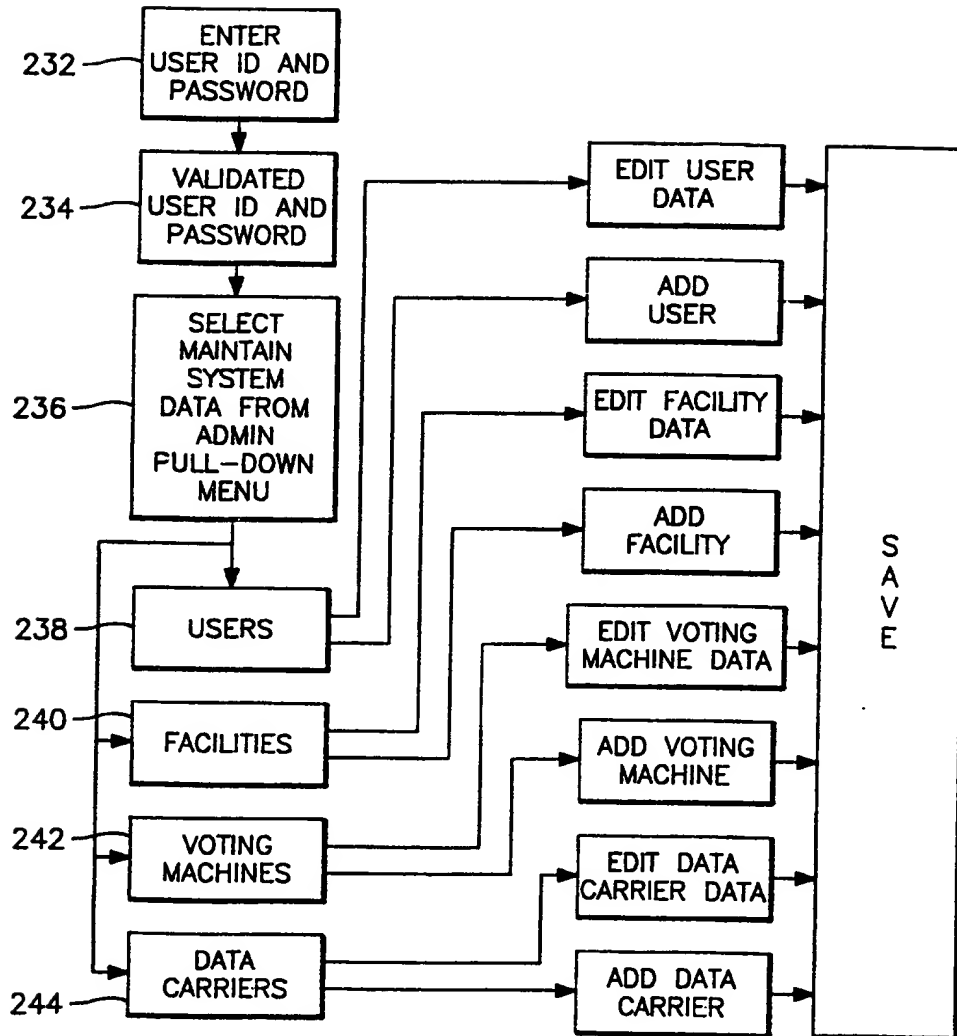 232
ENTER
USER ID AND
PASSWORD
234
VALIDATED
USER ID AND
PASSWORD
236
SELECT
MAINTAIN
SYSTEM
DATA FROM
ADMIN
PULL-DOWN
MENU
238
USERS
240
FACILITIES
242
VOTING
MACHINES
244
DATA
CARRIERS
EDIT USER
DATA
ADD
USER
EDIT FACILITY
DATA
ADD
FACILITY
EDIT VOTING
MACHINE DATA
ADD VOTING
MACHINE
EDIT DATA
CARRIER DATA
ADD DATA
CARRIER
SAVE